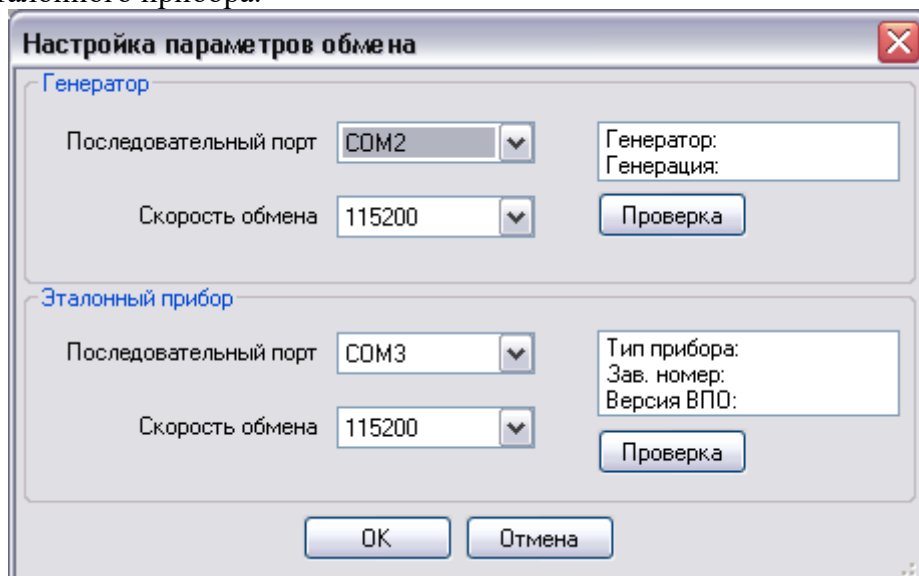 Настройка параметров обмена
Генератор
Последовательный порт
COM2
Генератор:
Генерация:
Скорость обмена
115200
Проверка
Эталонный прибор
Последовательный порт
COM3
Тип прибора:
Зав. номер:
Версия ВПО:
Скорость обмена
115200
Проверка
OK
Отмена